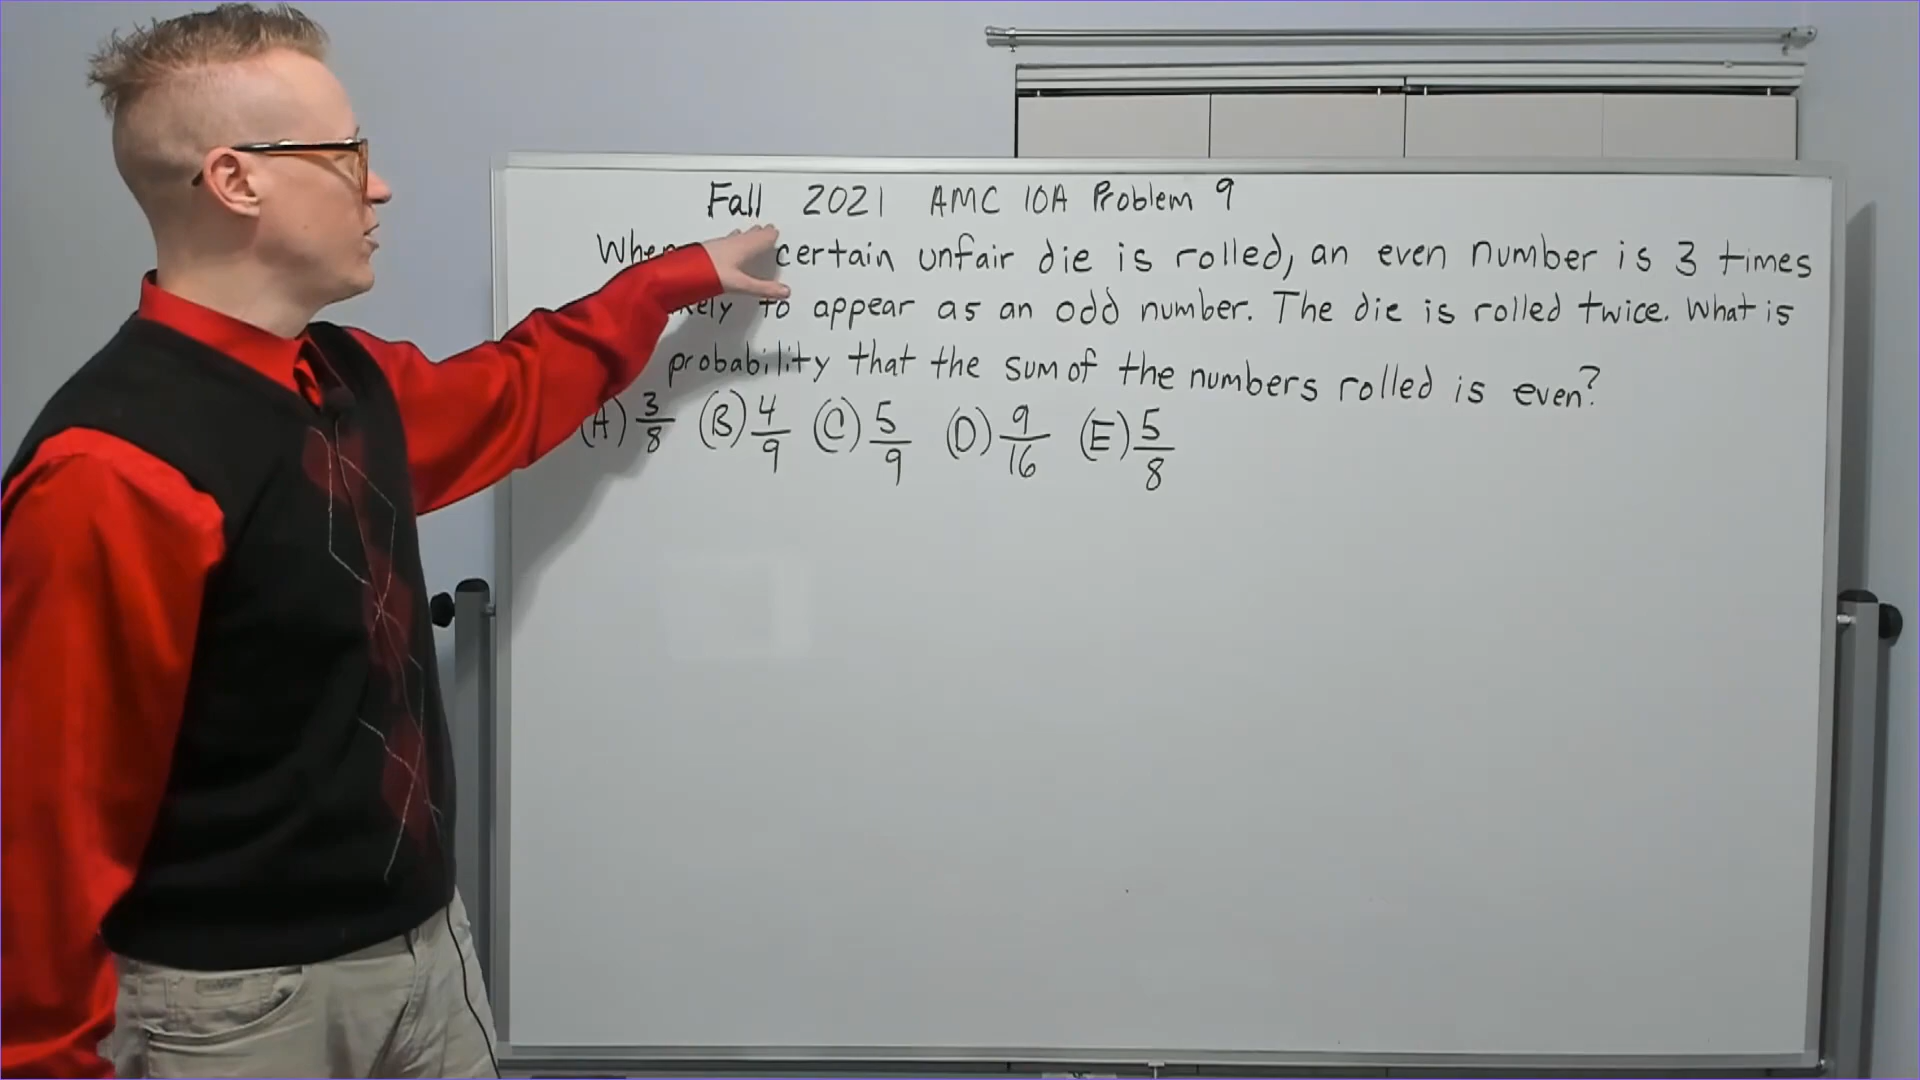 Fall 2021 AMC 10A Problem 9
When certain unfair die is rolled, an even number is 3 times
to appear as an odd number. The die is rolled twice. What is
probability that the sum of the numbers rolled is even?
(A) 3/8 (B) 4/9 (C) 5/9 (D) 9/16 (E) 5/8